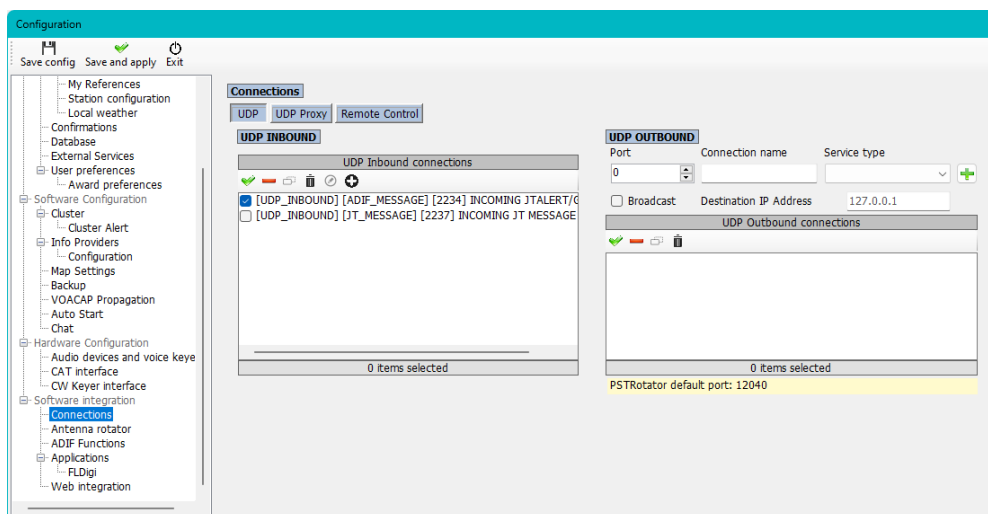 Configuration
Save config Save and apply Exit
My References
Station configuration
Local weather
Confirmations
Database
External Services
User preferences
Award preferences
Software Configuration
Cluster
Cluster Alert
Info Providers
Configuration
Map Settings
Backup
VOACAP Propagation
Auto Start
Chat
Hardware Configuration
Audio devices and voice keye
CAT interface
CW Keyer interface
Software integration
Connections
Antenna rotator
ADIF Functions
Applications
FLDigi
Web integration
Connections
UDP UDP Proxy Remote Control
UDP INBOUND
UDP Inbound connections
[UDP_INBOUND] [ADIF_MESSAGE] [2234] INCOMING JTALERT/G
[UDP_INBOUND] [JT_MESSAGE] [2237] INCOMING JT MESSAGE
0 items selected
UDP OUTBOUND
Port Connection name Service type
0
Broadcast Destination IP Address 127.0.0.1
UDP Outbound connections
0 items selected
PSTRotator default port: 12040